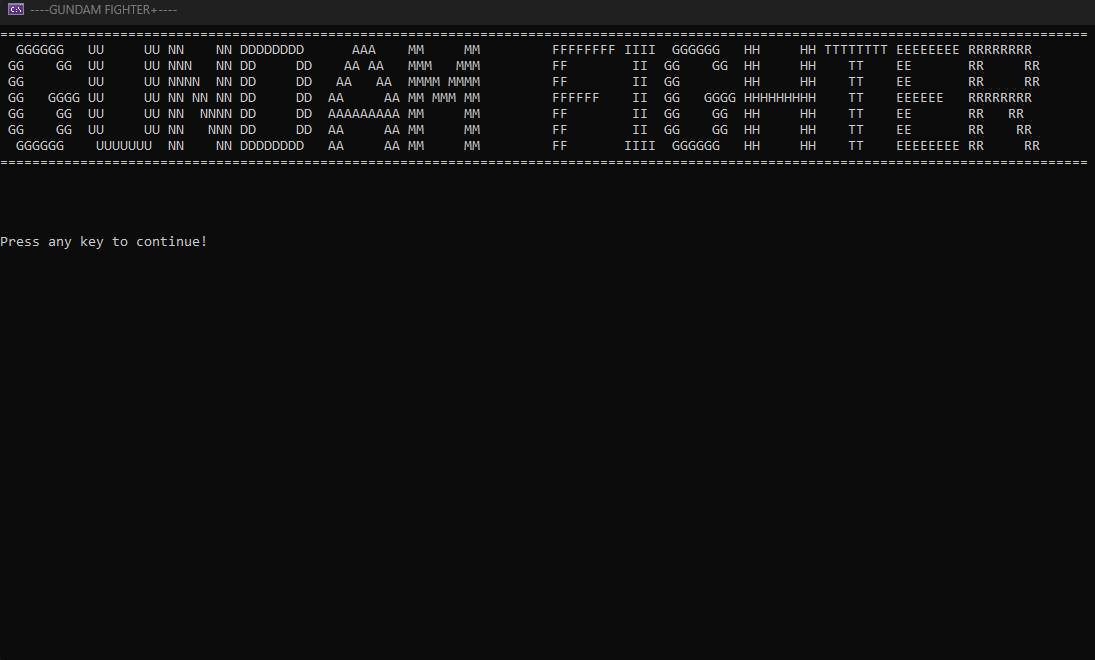 ----GUNDAM FIGHTER+----
========================================================================================================================================
  GGGGGG   UU     UU NN    NN DDDDDDDD      AAA    MM     MM         FFFFFFFF IIII  GGGGGG   HH     HH TTTTTTTT EEEEEEEE RRRRRRRR
 GG    GG  UU     UU NNN   NN DD     DD    AA AA   MMM   MMM         FF        II  GG    GG  HH     HH    TT    EE       RR     RR
 GG        UU     UU NNNN  NN DD     DD   AA   AA  MMMM MMMM         FF        II  GG        HH     HH    TT    EE       RR     RR
 GG   GGGG UU     UU NN NN NN DD     DD  AA     AA MM MMM MM         FFFFFF    II  GG   GGGG HHHHHHHHH    TT    EEEEEE   RRRRRRRR
 GG    GG  UU     UU NN  NNNN DD     DD  AAAAAAAAA MM     MM         FF        II  GG    GG  HH     HH    TT    EE       RR   RR
 GG    GG  UU     UU NN   NNN DD     DD  AA     AA MM     MM         FF        II  GG    GG  HH     HH    TT    EE       RR    RR
  GGGGGG    UUUUUUU  NN    NN DDDDDDDD   AA     AA MM     MM         FF       IIII  GGGGGG   HH     HH    TT    EEEEEEEE RR     RR
========================================================================================================================================
Press any key to continue!